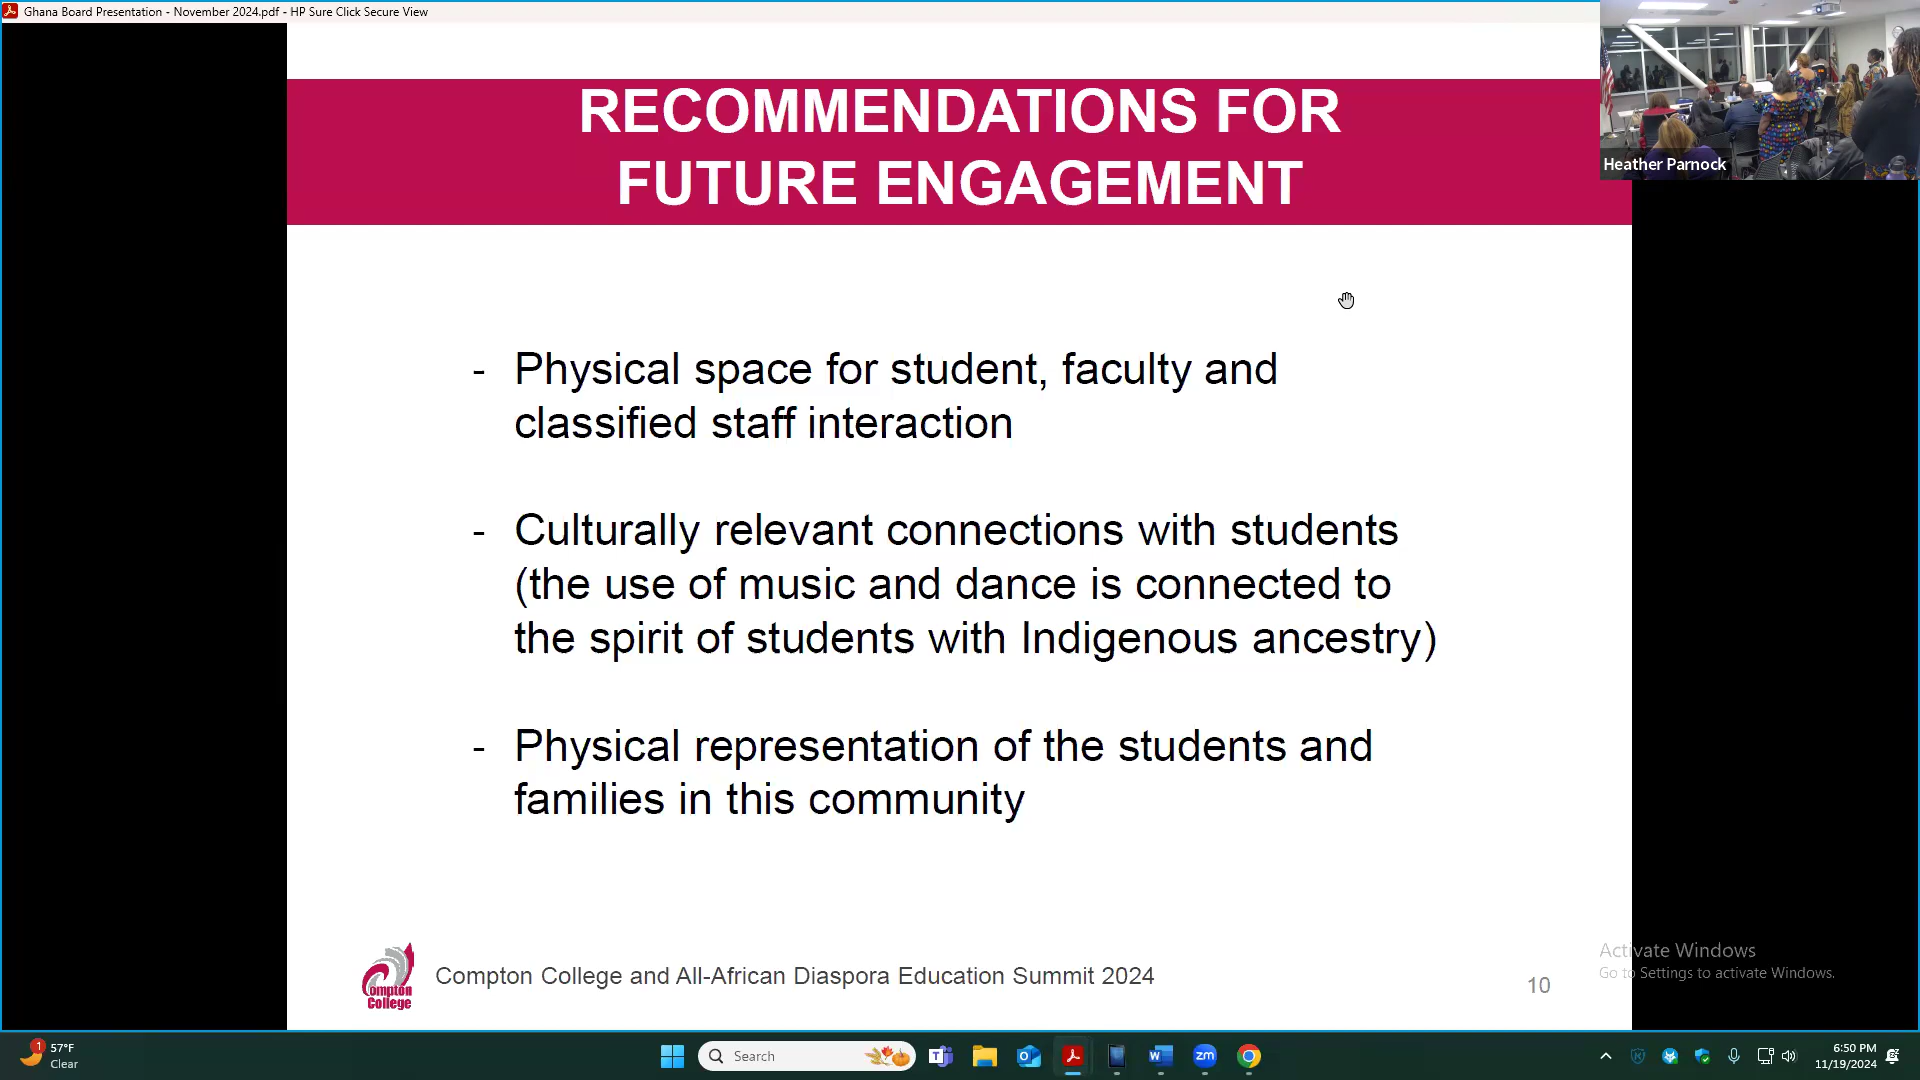 Ghana Board Presentation - November 2024.pdf - HP Sure Click Secure View
Heather Parnock
RECOMMENDATIONS FOR
FUTURE ENGAGEMENT
- Physical space for student, faculty and
classified staff interaction
- Culturally relevant connections with students
(the use of music and dance is connected to
the spirit of students with Indigenous ancestry)
- Physical representation of the students and
families in this community
Compton
College
Compton College and All-African Diaspora Education Summit 2024
10
Activate Windows
Go to Settings to activate Windows.
1
57°F
Clear
Search
W
zm
6:50 PM
11/19/2024